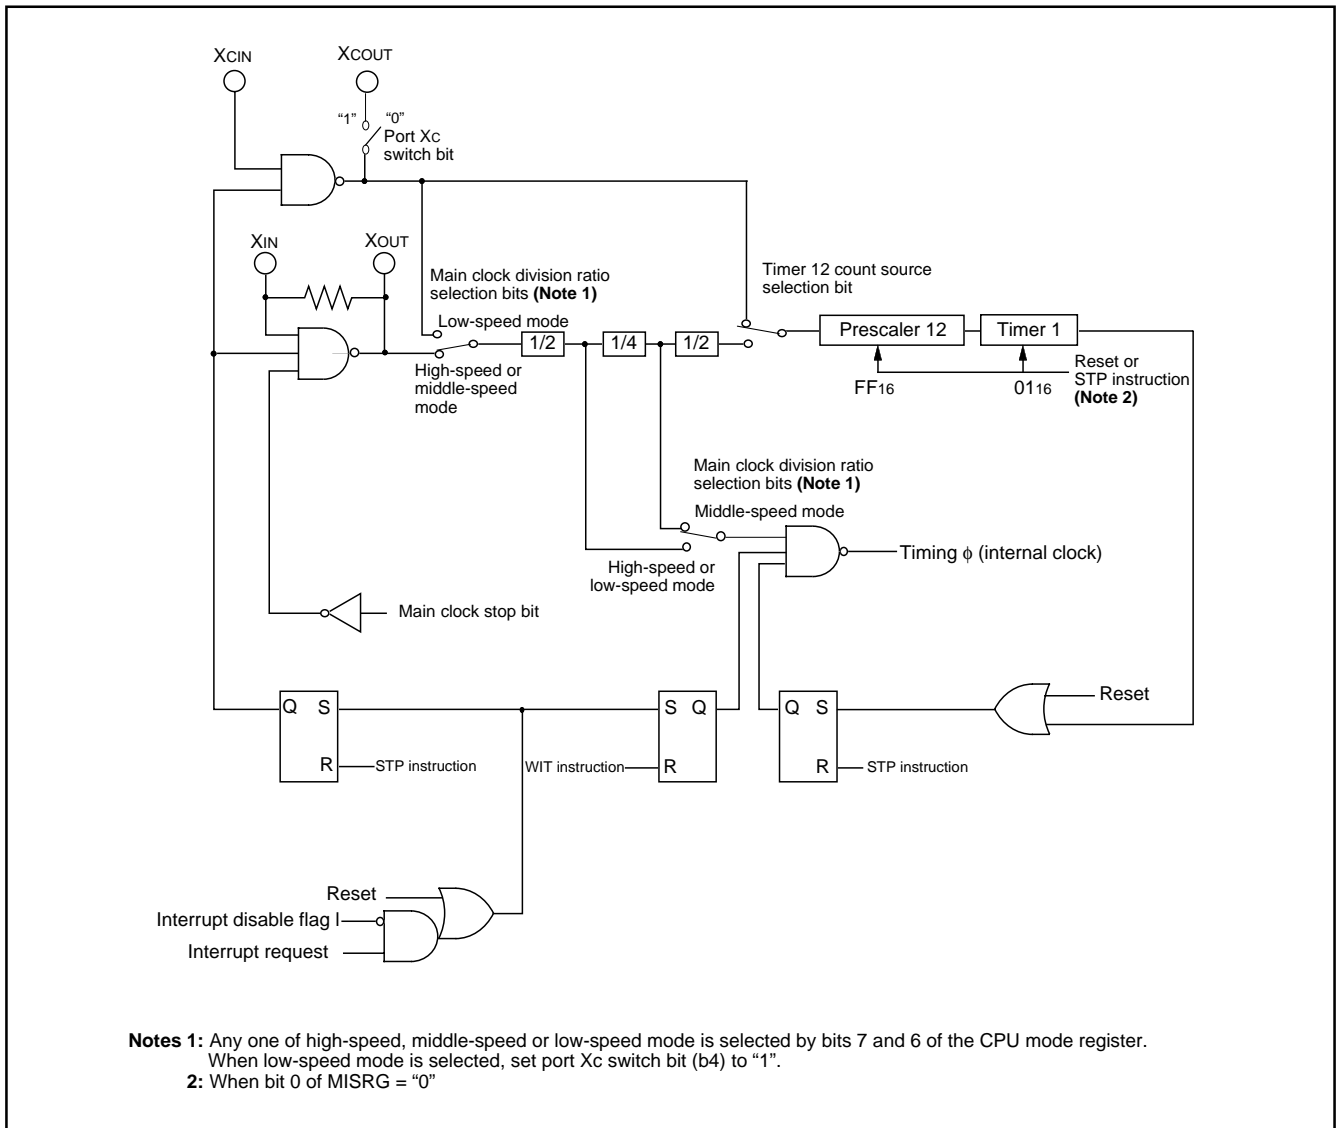 XCIN
XCOUT
“1”
“0”
Port XC
switch bit
XIN
XOUT
Main clock division ratio
selection bits (Note 1)
Low-speed mode
High-speed or
middle-speed
mode
1/2
1/4
1/2
Timer 12 count source
selection bit
Prescaler 12
Timer 1
FF16
0116
Reset or
STP instruction
(Note 2)
Main clock division ratio
selection bits (Note 1)
Middle-speed mode
High-speed or
low-speed mode
Timing ϕ (internal clock)
Main clock stop bit
Q S
R
STP instruction
S Q
R
WIT instruction
Q S
R
STP instruction
Reset
Reset
Interrupt disable flag I
Interrupt request
Notes 1: Any one of high-speed, middle-speed or low-speed mode is selected by bits 7 and 6 of the CPU mode register.
When low-speed mode is selected, set port Xc switch bit (b4) to “1”.
2: When bit 0 of MISRG = “0”